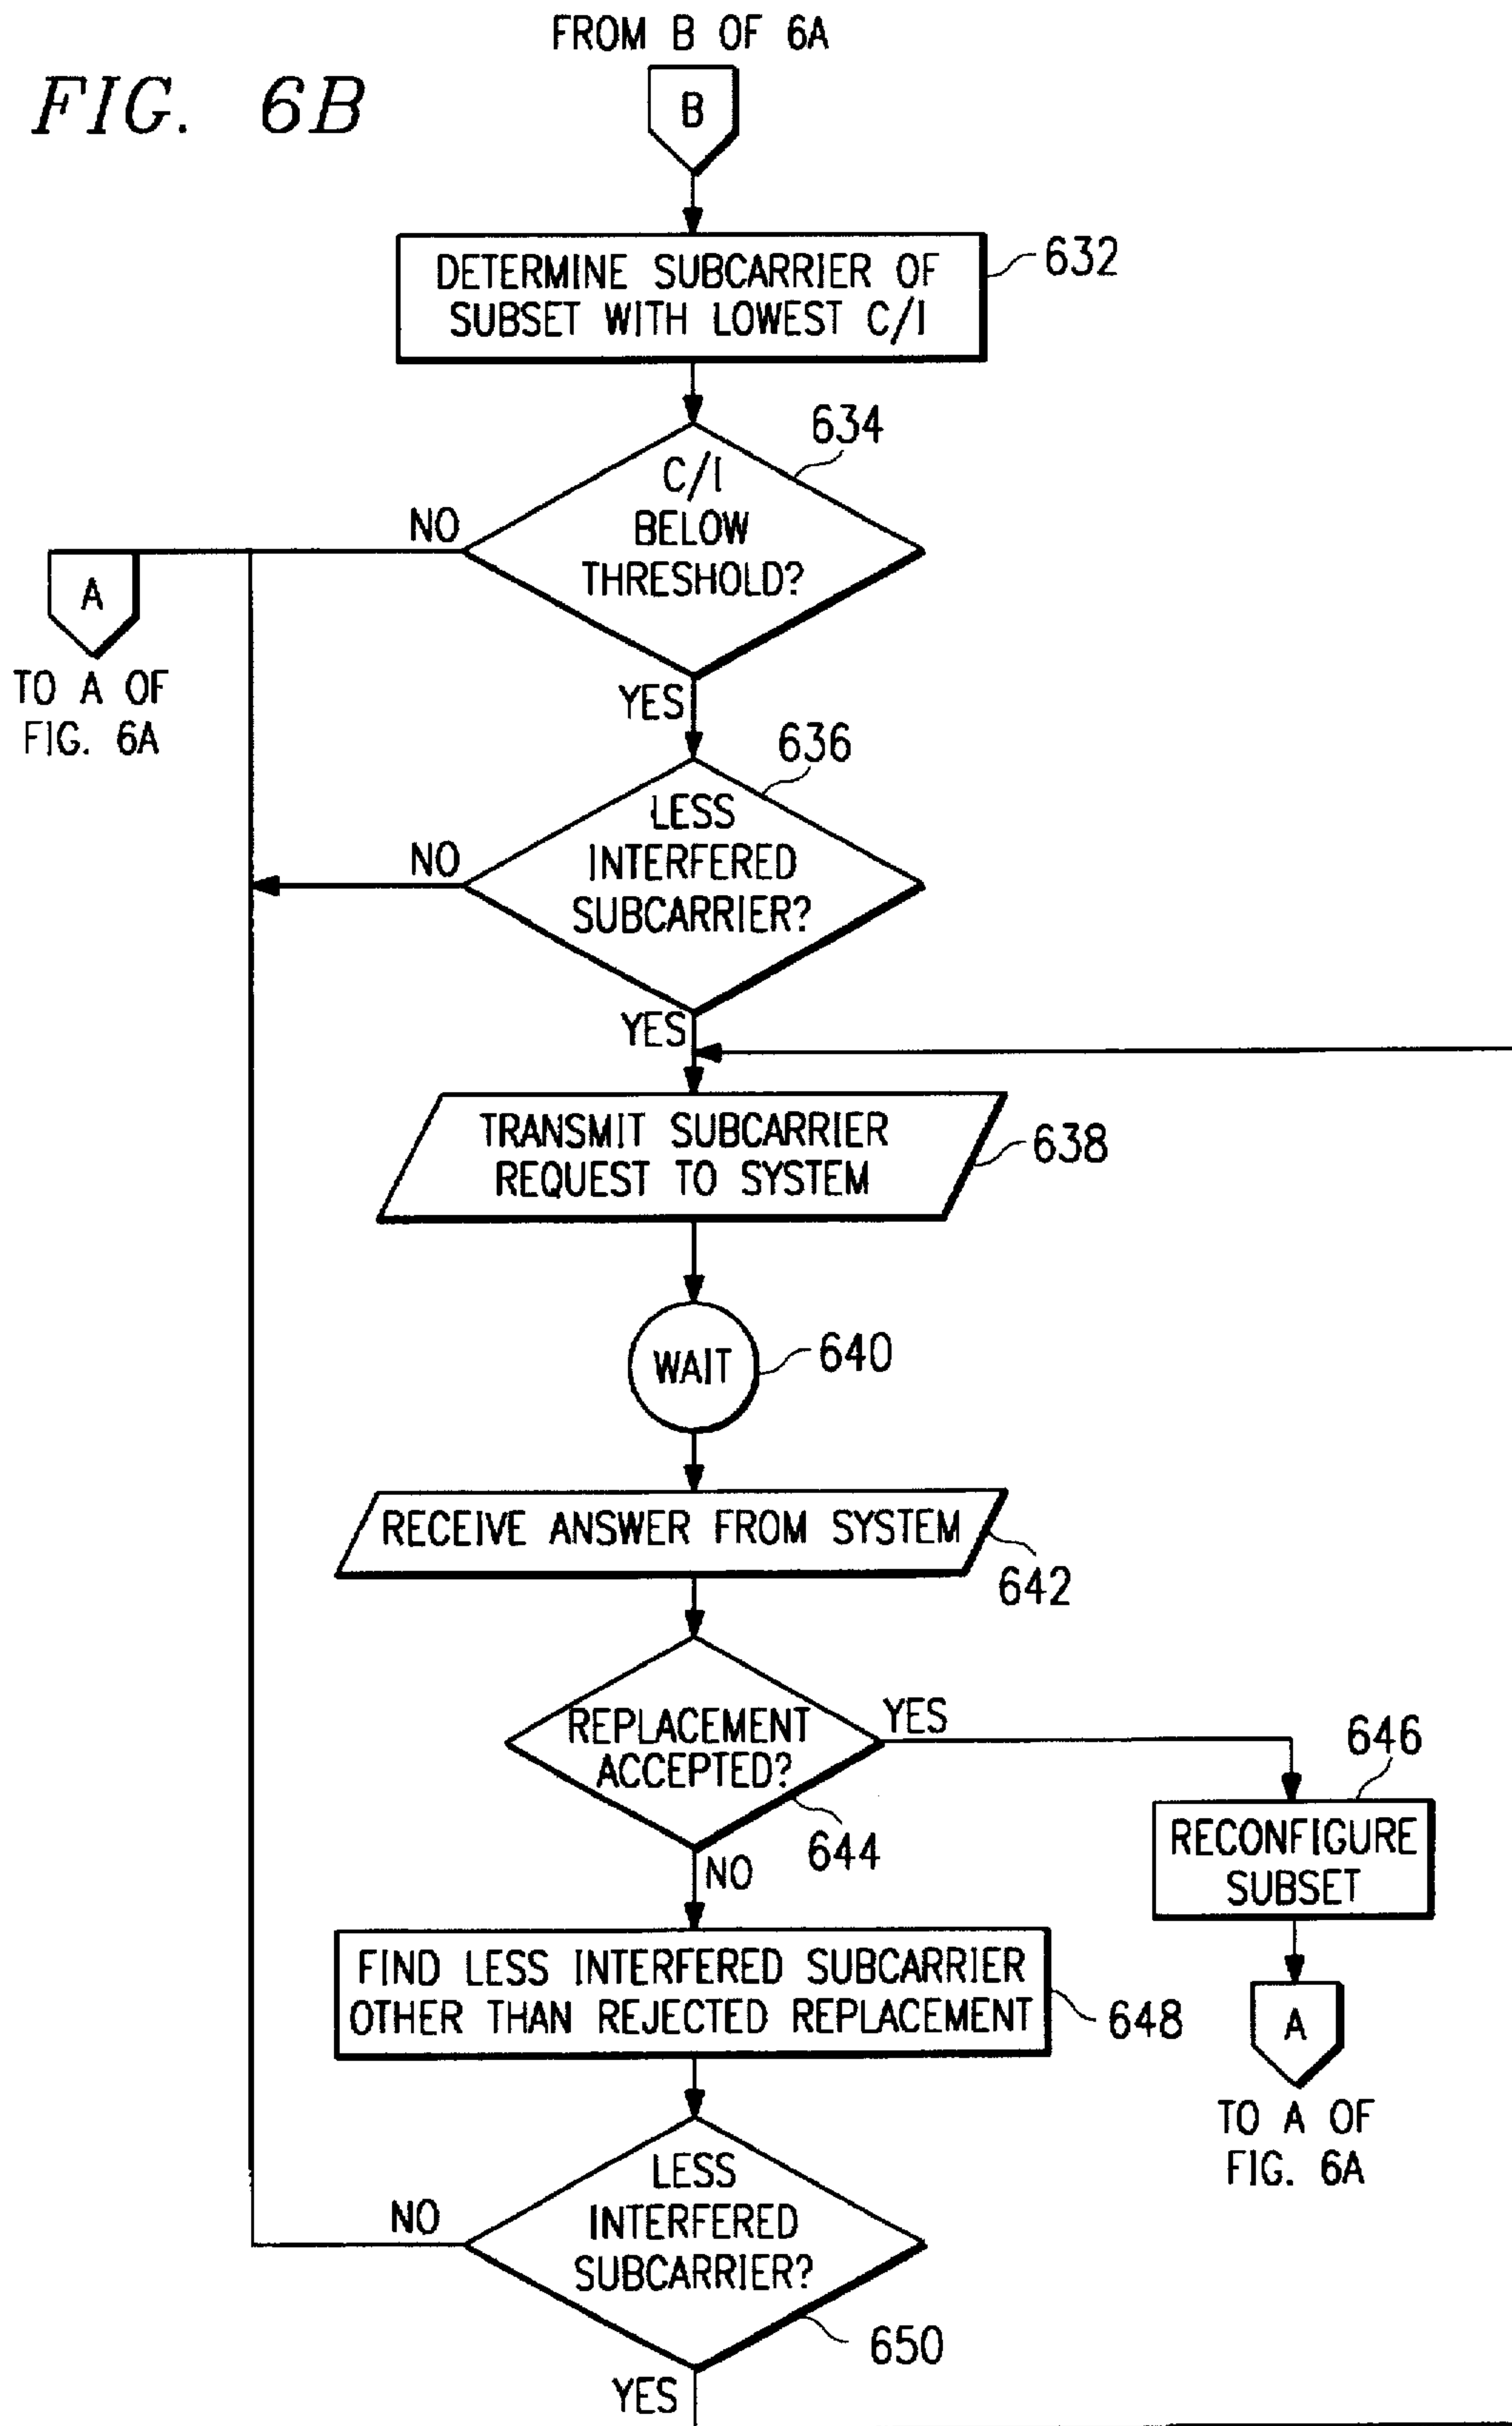 FROM B OF 6A
FIG. 6B
B
DETERMINE SUBCARRIER OF
SUBSET WITH LOWEST C/I
632
634
C/I
BELOW
THRESHOLD?
NO
A
TO A OF
FIG. 6A
YES
636
LESS
INTERFERED
SUBCARRIER?
NO
YES
TRANSMIT SUBCARRIER
REQUEST TO SYSTEM
638
WAIT
640
RECEIVE ANSWER FROM SYSTEM
642
REPLACEMENT
ACCEPTED?
YES
644
646
RECONFIGURE
SUBSET
NO
FIND LESS INTERFERED SUBCARRIER
OTHER THAN REJECTED REPLACEMENT
648
A
TO A OF
FIG. 6A
LESS
INTERFERED
SUBCARRIER?
NO
650
YES